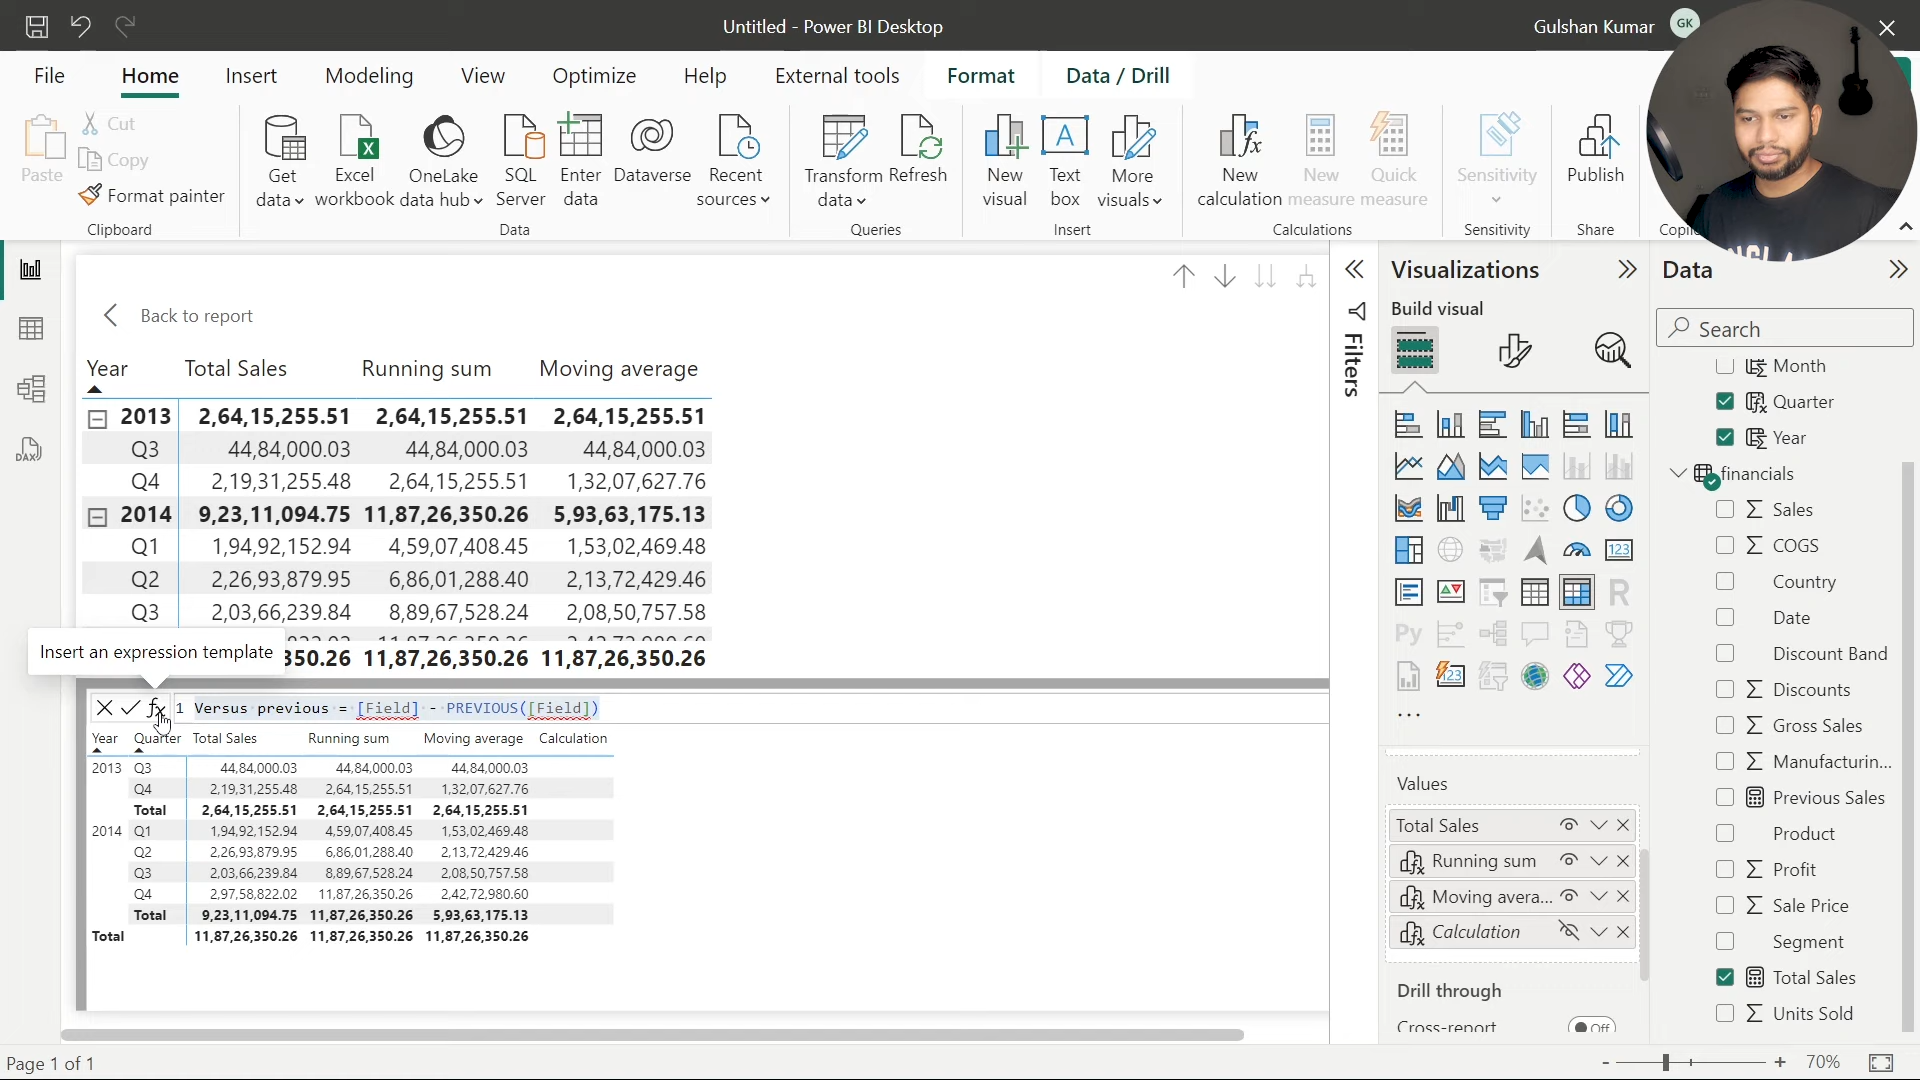 Untitled - Power BI Desktop
Gulshan Kumar
GK
File
Home
Insert
Modeling
View
Optimize
Help
External tools
Format
Data / Drill
Paste
Cut
Copy
Format painter
Clipboard
Get data
Excel workbook
OneLake data hub
SQL Server
Enter data
Dataverse
Recent sources
Data
Transform data
Refresh
Queries
New visual
Text box
More visuals
Insert
New calculation
New measure
Quick measure
Calculations
Sensitivity
Sensitivity
Publish
Share
Back to report
Year Total Sales Running sum Moving average
2013 2,64,15,255.51 2,64,15,255.51 2,64,15,255.51
Q3 44,84,000.03 44,84,000.03 44,84,000.03
Q4 2,19,31,255.48 2,64,15,255.51 1,32,07,627.76
2014 9,23,11,094.75 11,87,26,350.26 5,93,63,175.13
Q1 1,94,92,152.94 4,59,07,408.45 1,53,02,469.48
Q2 2,26,93,879.95 6,86,01,288.40 2,13,72,429.46
Q3 2,03,66,239.84 8,89,67,528.24 2,08,50,757.58
350.26 11,87,26,350.26 11,87,26,350.26
Insert an expression template
1 Versus previous = [Field] - PREVIOUS([Field])
Year Quarter Total Sales Running sum Moving average Calculation
2013 Q3 44,84,000.03 44,84,000.03 44,84,000.03
Q4 2,19,31,255.51 2,64,15,255.51 1,32,07,627.76
Total 2,64,15,255.51 2,64,15,255.51 2,64,15,255.51
2014 Q1 1,94,92,152.94 4,59,07,408.45 1,53,02,469.48
Q2 2,26,93,879.95 6,86,01,288.40 2,13,72,429.46
Q3 2,03,66,239.84 8,89,67,528.24 2,08,50,757.58
Q4 2,97,58,822.02 11,87,26,350.26 2,42,72,980.60
Total 9,23,11,094.75 11,87,26,350.26 5,93,63,175.13
Total 11,87,26,350.26 11,87,26,350.26 11,87,26,350.26
Filters
Visualizations
Build visual
123
R
Py
123
Values
Total Sales
Running sum
Moving avera...
Calculation
Drill through
Cross-report
Off
Data
Search
Month
Quarter
Year
financials
Sales
COGS
Country
Date
Discount Band
Discounts
Gross Sales
Manufacturin...
Previous Sales
Product
Profit
Sale Price
Segment
Total Sales
Units Sold
DAX
Page 1 of 1
- + 70%